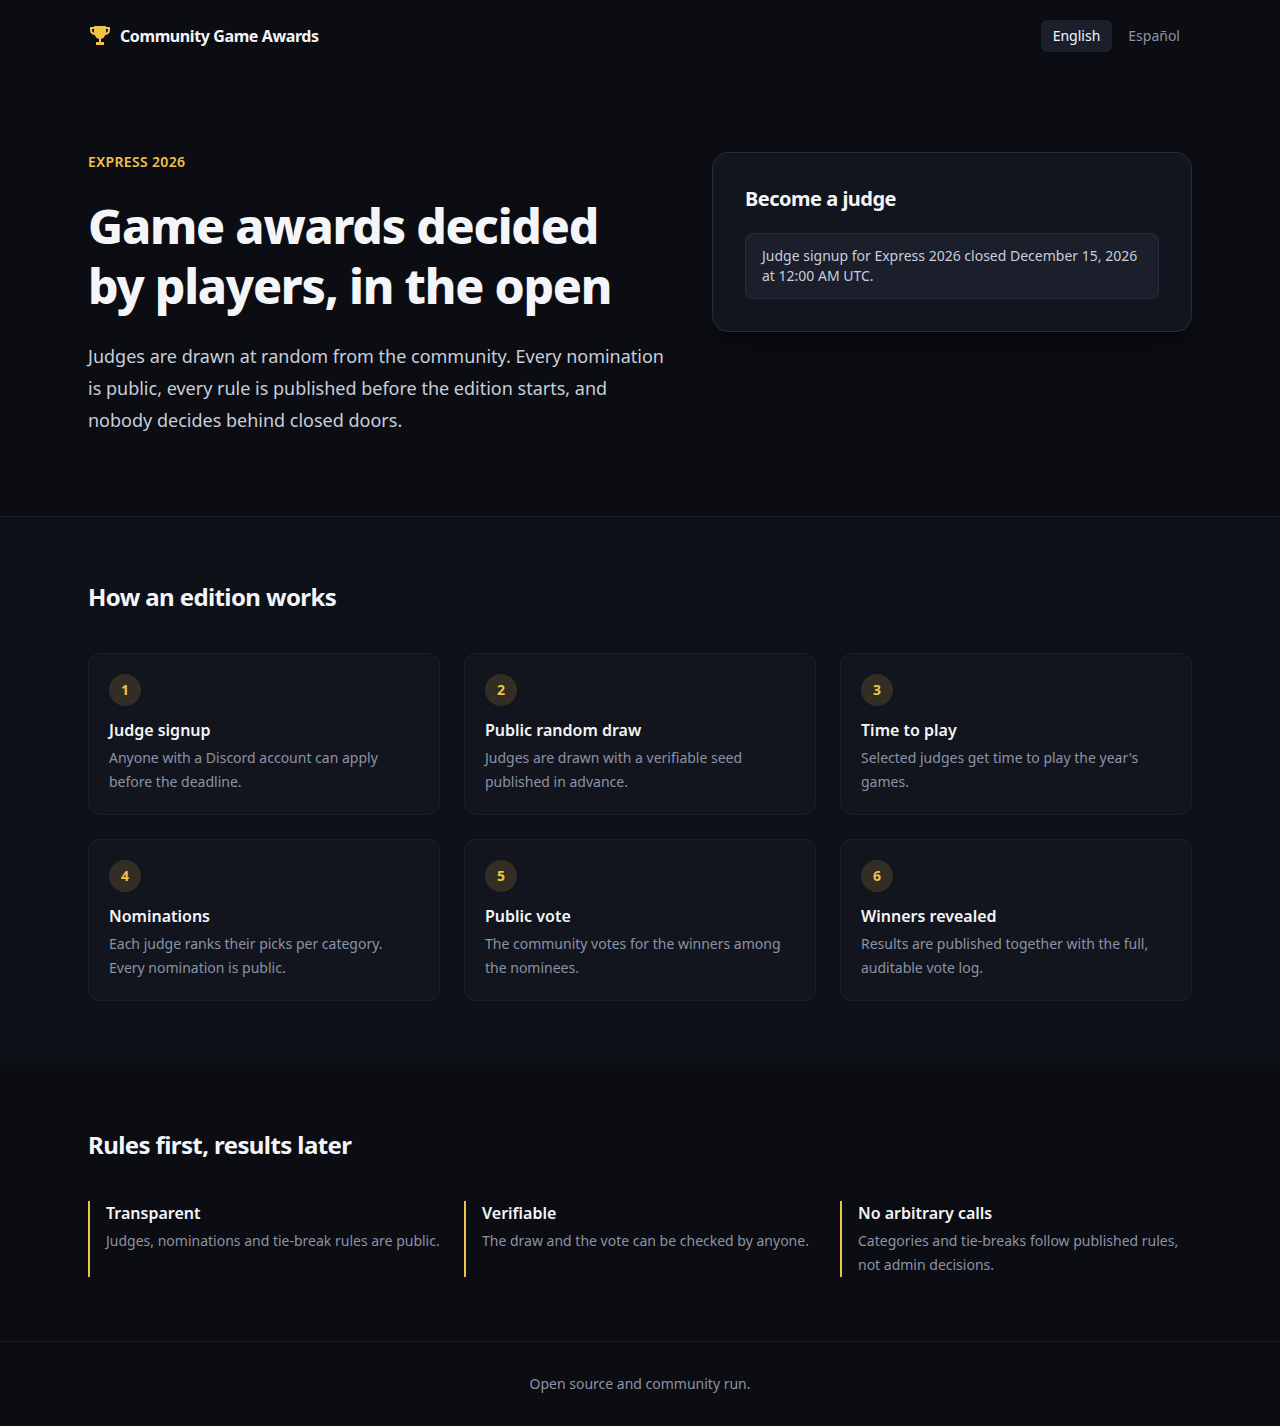 Community Game Awards
English
Español
EXPRESS 2026
Game awards decided
by players, in the open
Judges are drawn at random from the community. Every nomination
is public, every rule is published before the edition starts, and
nobody decides behind closed doors.
Become a judge
Judge signup for Express 2026 closed December 15, 2026
at 12:00 AM UTC.
How an edition works
1
Judge signup
Anyone with a Discord account can apply
before the deadline.
2
Public random draw
Judges are drawn with a verifiable seed
published in advance.
3
Time to play
Selected judges get time to play the year's
games.
4
Nominations
Each judge ranks their picks per category.
Every nomination is public.
5
Public vote
The community votes for the winners among
the nominees.
6
Winners revealed
Results are published together with the full,
auditable vote log.
Rules first, results later
Transparent
Judges, nominations and tie-break rules are public.
Verifiable
The draw and the vote can be checked by anyone.
No arbitrary calls
Categories and tie-breaks follow published rules,
not admin decisions.
Open source and community run.